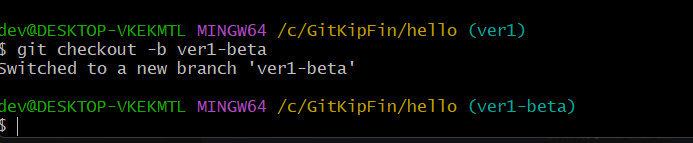 dev@DESKTOP-VKEKMTL MINGW64 /c/GitKipFin/hello (ver1)
$ git checkout -b ver1-beta
Switched to a new branch 'ver1-beta'
dev@DESKTOP-VKEKMTL MINGW64 /c/GitKipFin/hello (ver1-beta)
$